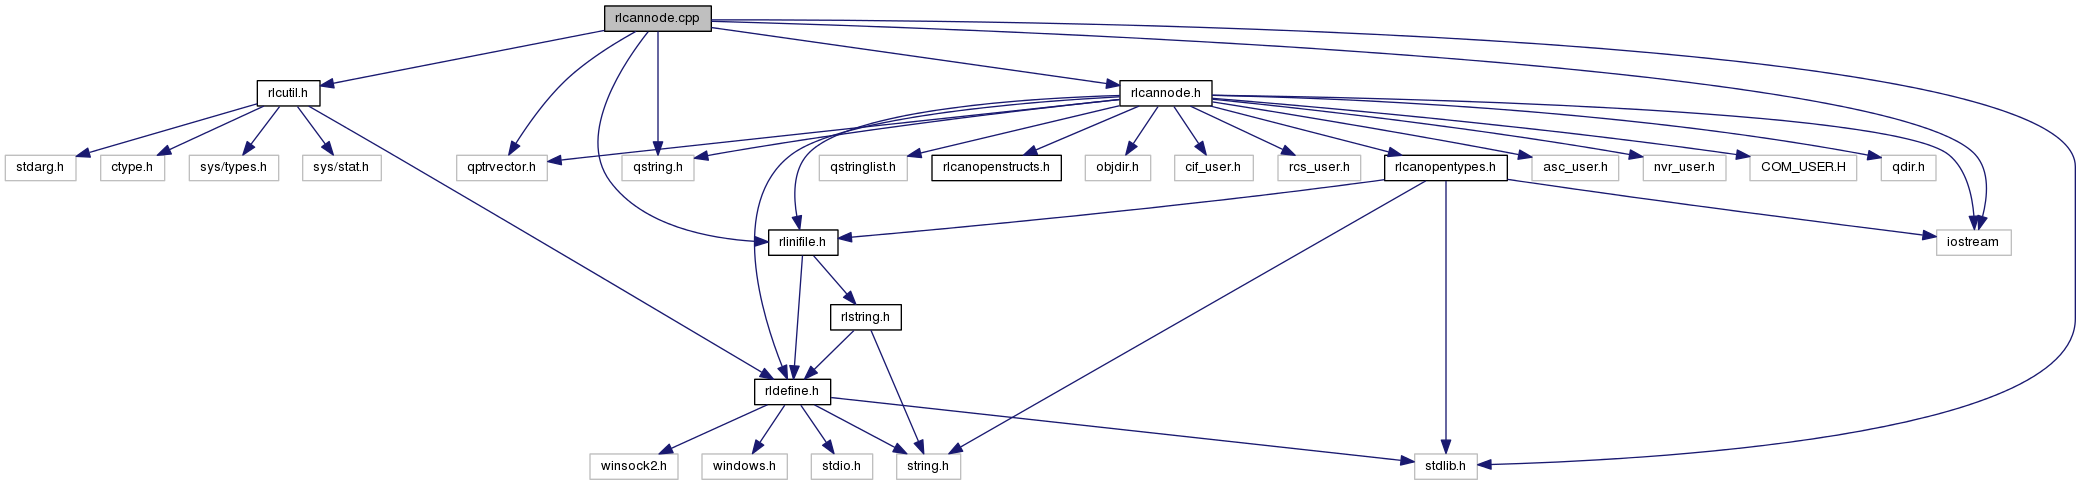 rlcannode.cpp
rlcutil.h
rlcannode.h
stdarg.h
ctype.h
sys/types.h
sys/stat.h
qptrvector.h
qstring.h
qstringlist.h
rlcanopenstructs.h
objdir.h
cif_user.h
rcs_user.h
rlcanopentypes.h
asc_user.h
nvr_user.h
COM_USER.H
qdir.h
rlinifile.h
iostream
rlstring.h
rldefine.h
winsock2.h
windows.h
stdio.h
string.h
stdlib.h